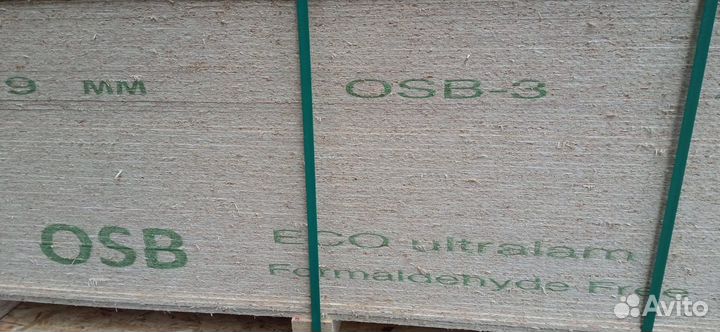 9 мм OSB-3
OSB ECO ultralam
Formaldehyde Free
Avito